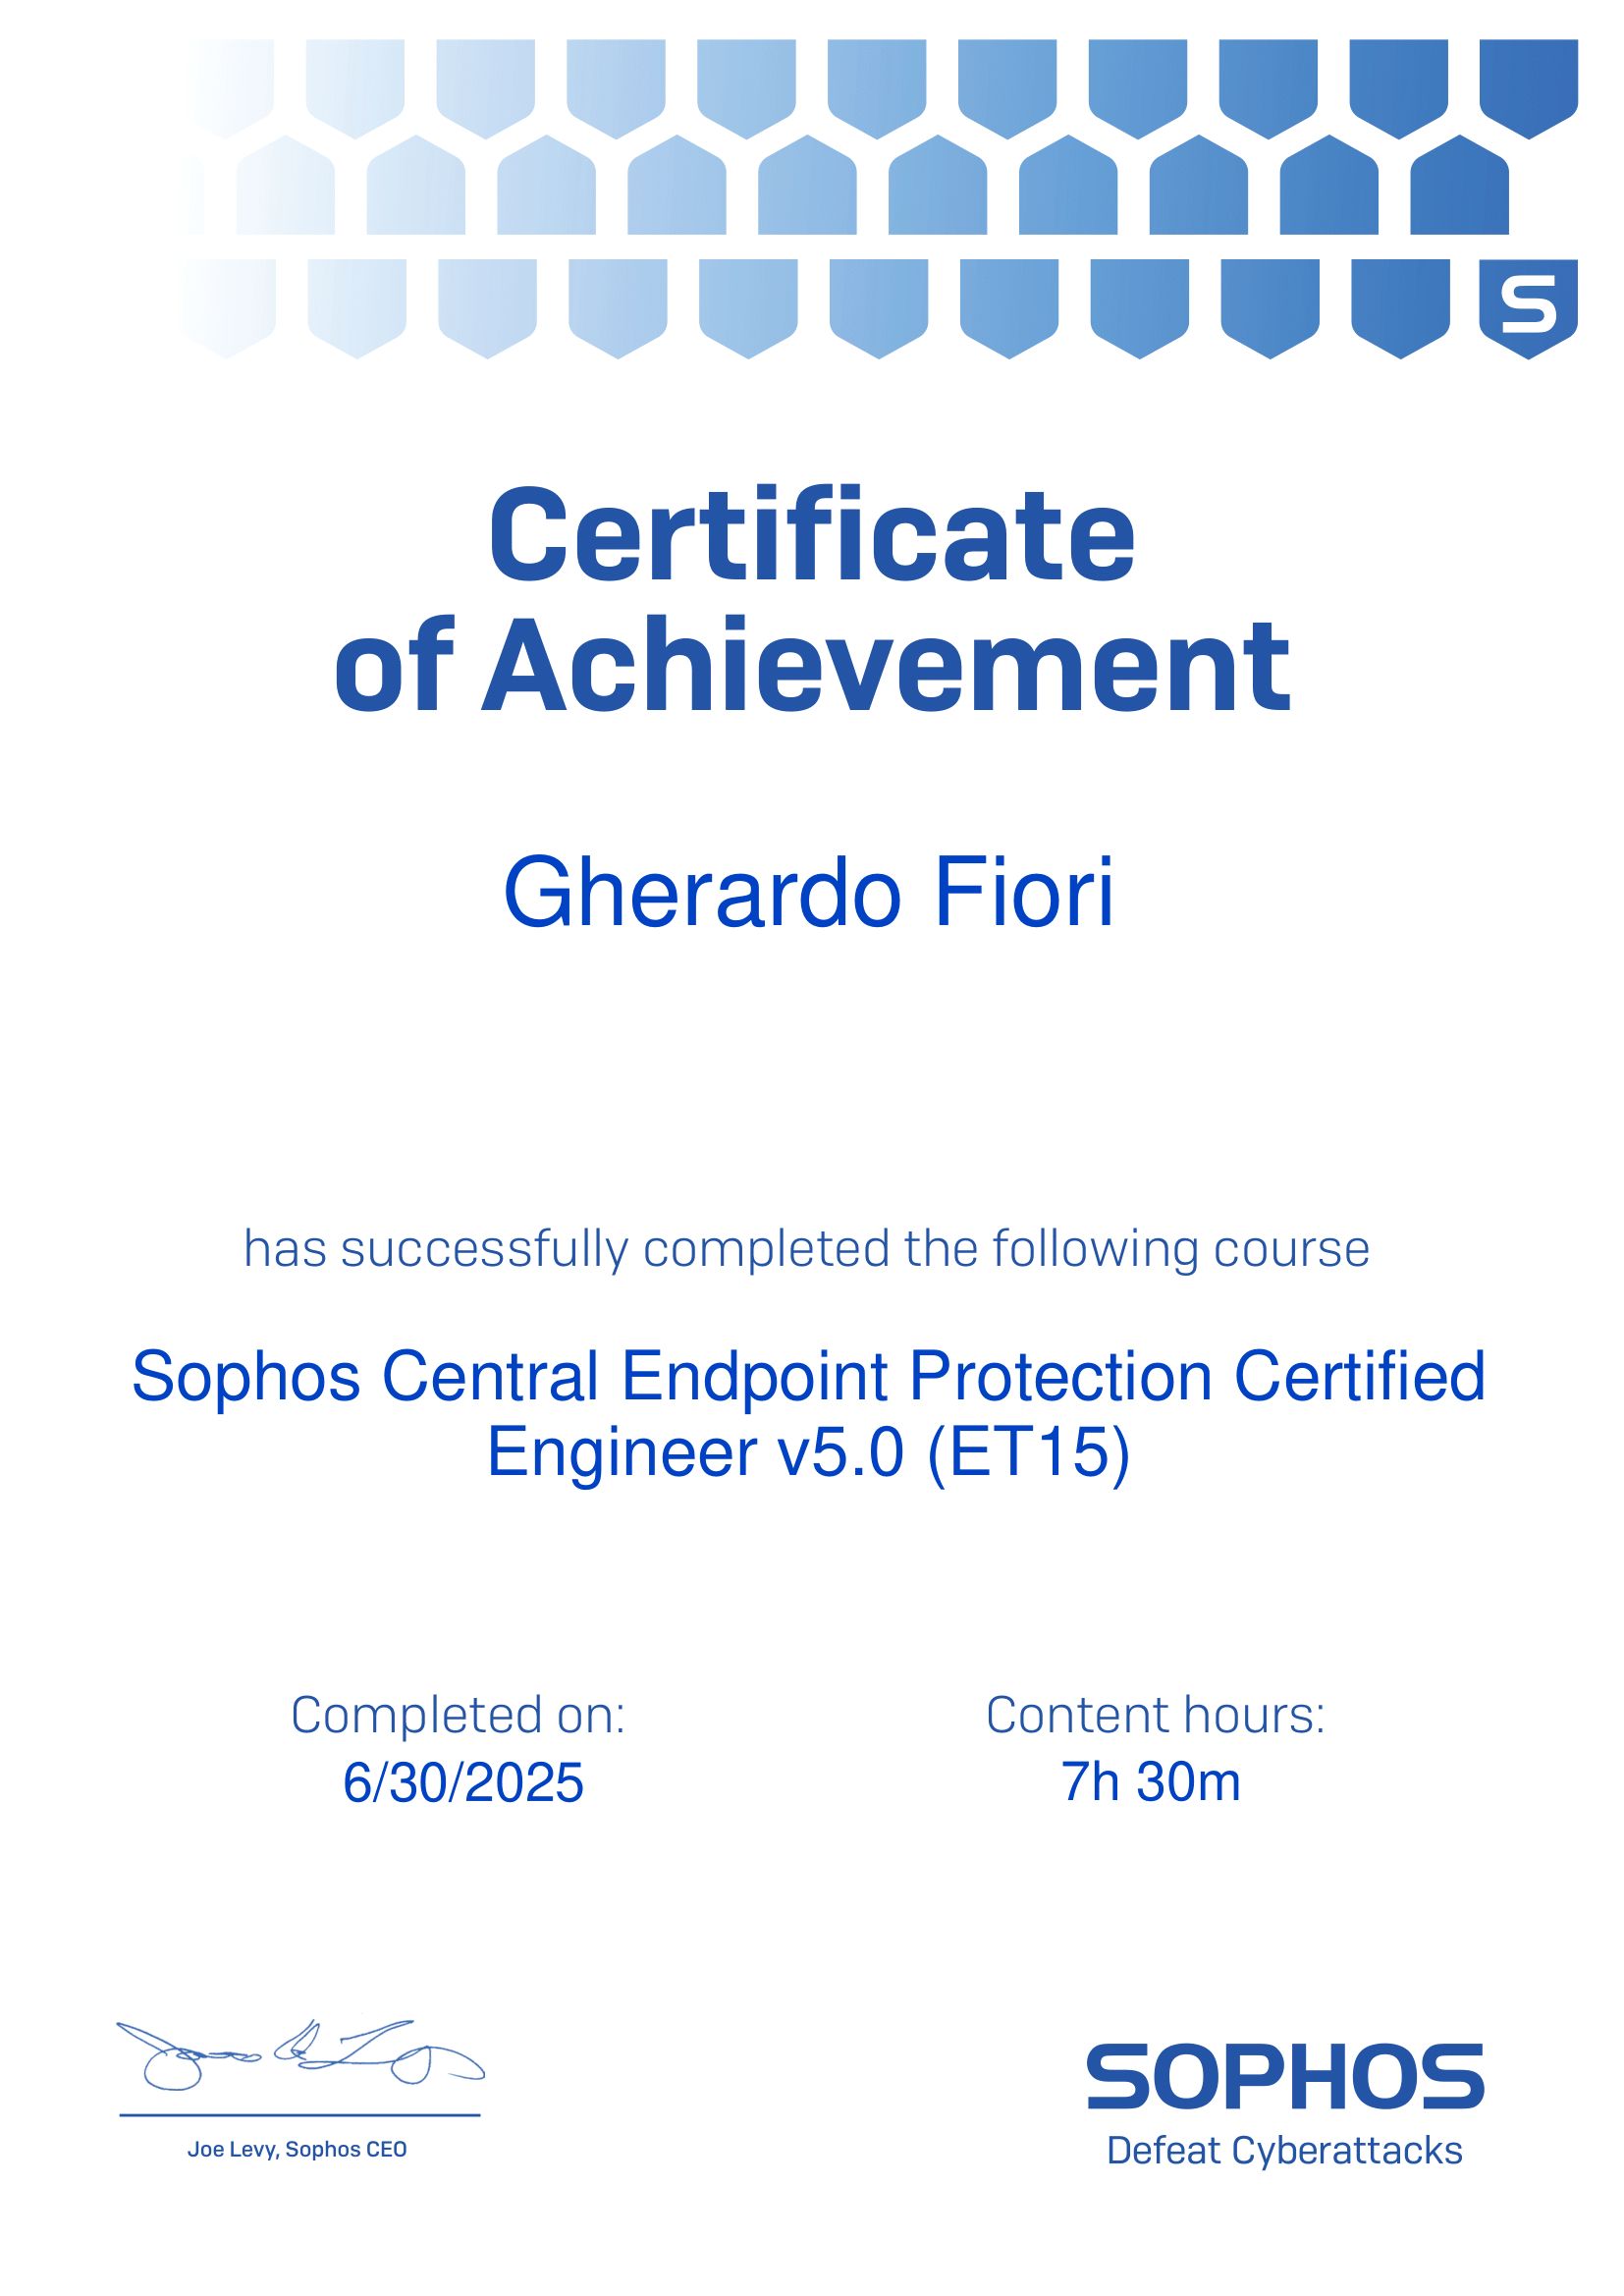 S
Certificate
of Achievement
Gherardo Fiori
has successfully completed the following course
Sophos Central Endpoint Protection Certified
Engineer v5.0 (ET15)
Completed on:
6/30/2025
Content hours:
7h 30m
Joe Levy, Sophos CEO
SOPHOS
Defeat Cyberattacks